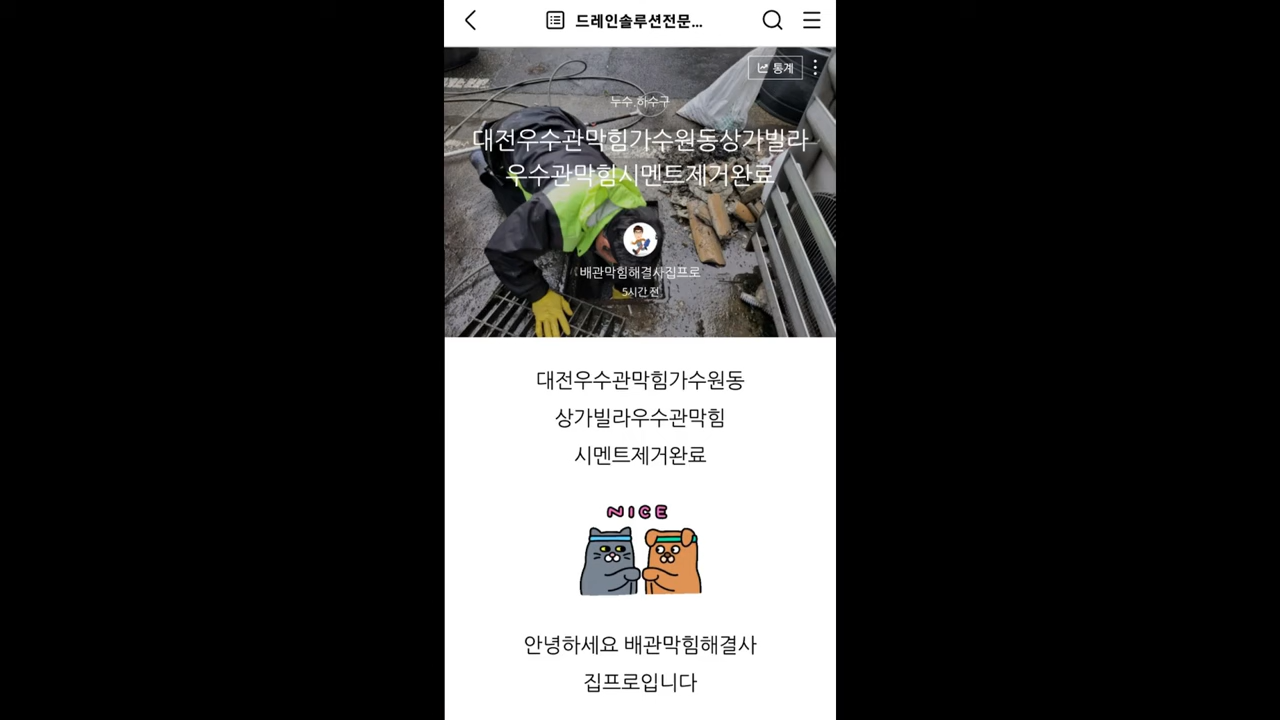 드레인솔루션전문...
통계
누수,하수구
대전우수관막힘가수원동상가빌라
우수관막힘시멘트제거완료
배관막힘해결사집프로
5시간 전
대전우수관막힘가수원동
상가빌라우수관막힘
시멘트제거완료
NICE
안녕하세요 배관막힘해결사
집프로입니다